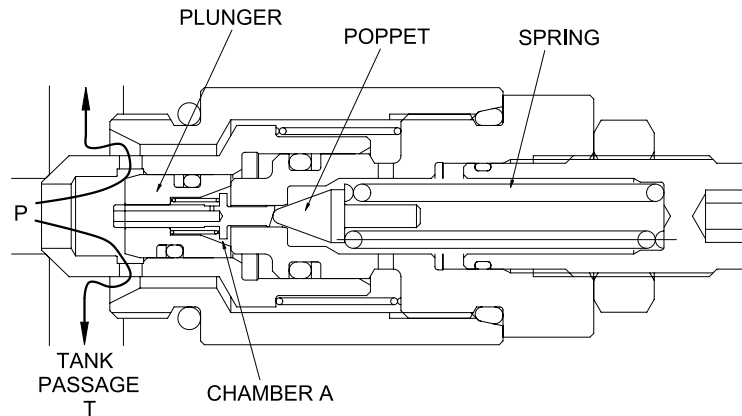 PLUNGER
POPPET
SPRING
P
TANK
PASSAGE
T
CHAMBER A